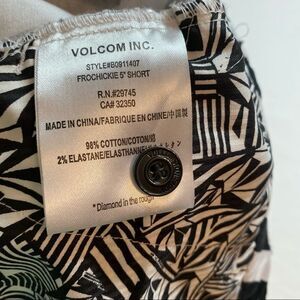 VOLCOM INC.
STYLE#B0911407
FROCHICKIE 5" SHORT
R.N.#29745
CA# 32350
MADE IN CHINA/FABRIQUE EN CHINE/中国製
98% COTTON/COTON/綿
2% ELASTANE/ELASTHANNE/
*Diamond in the rough